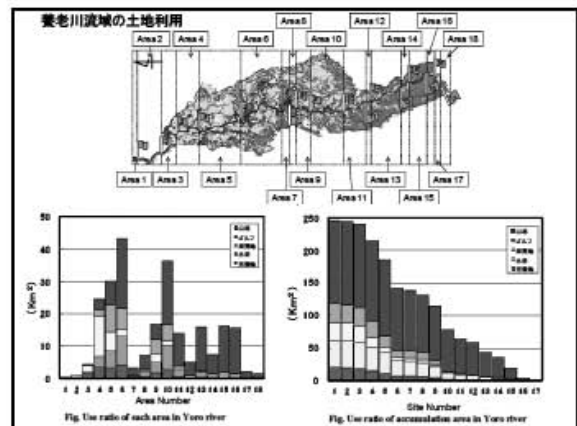 養老川流域の土地利用
Area 2
Area 4
Area 6
Area 8
Area 10
Area 12
Area 14
Area 16
Area 18
Area 1
Area 3
Area 5
Area 7
Area 9
Area 11
Area 13
Area 15
Area 17
(Km²)
50
40
30
20
10
0
1 2 3 4 5 6 7 8 9 10 11 12 13 14 15 16 17 18
Area Number
Fig. Use ratio of each area in Yoro river
(Km²)
250
200
150
100
50
0
1 2 3 4 5 6 7 8 9 10 11 12 13 14 15 16 17
Site Number
Fig. Use ratio of accumulation area in Yoro river